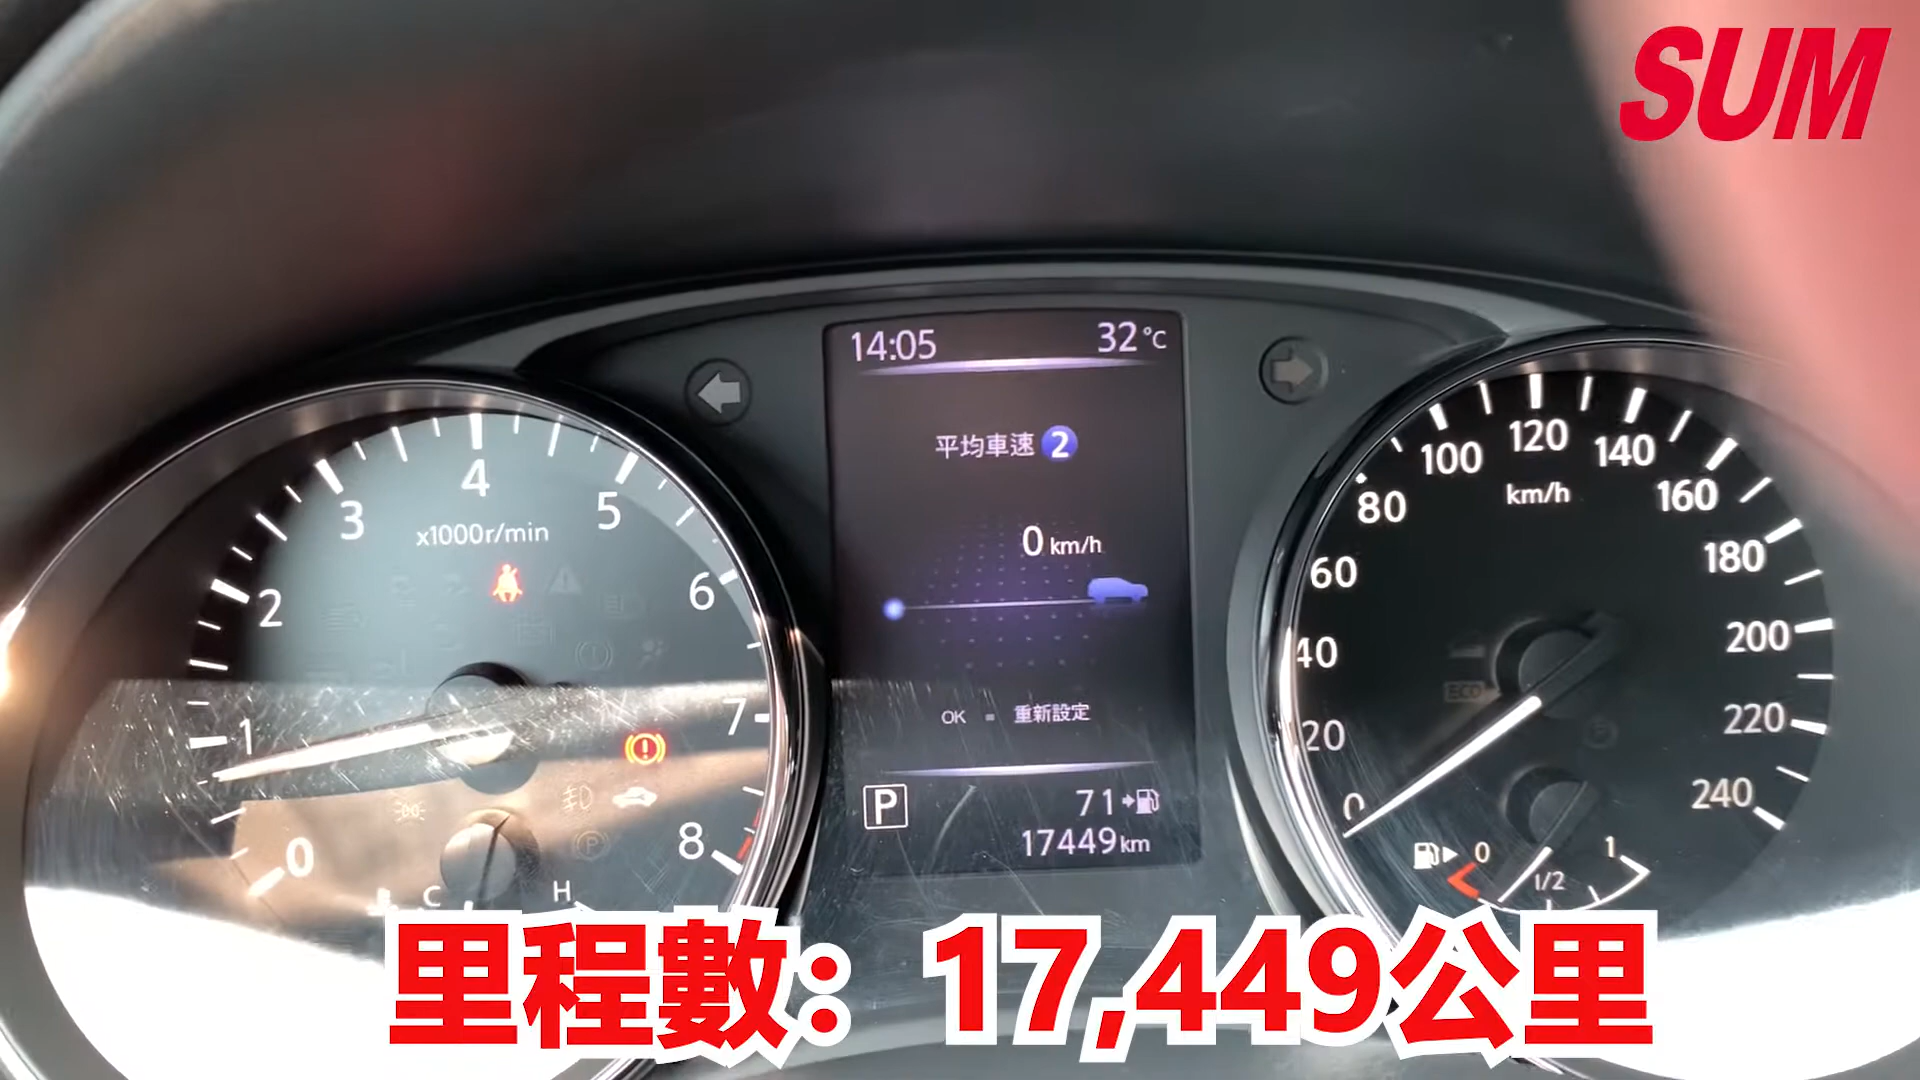 SUM
14:05 32°C
平均車速 2
0 km/h
OK = 重新設定
P
71
17449 km
0 1 2 3 4 5 6 7 8
x1000r/min
C H
0 20 40 60 80 100 120 140 160 180 200 220 240
km/h
ECO
0 1/2 1
里程數：17,449公里